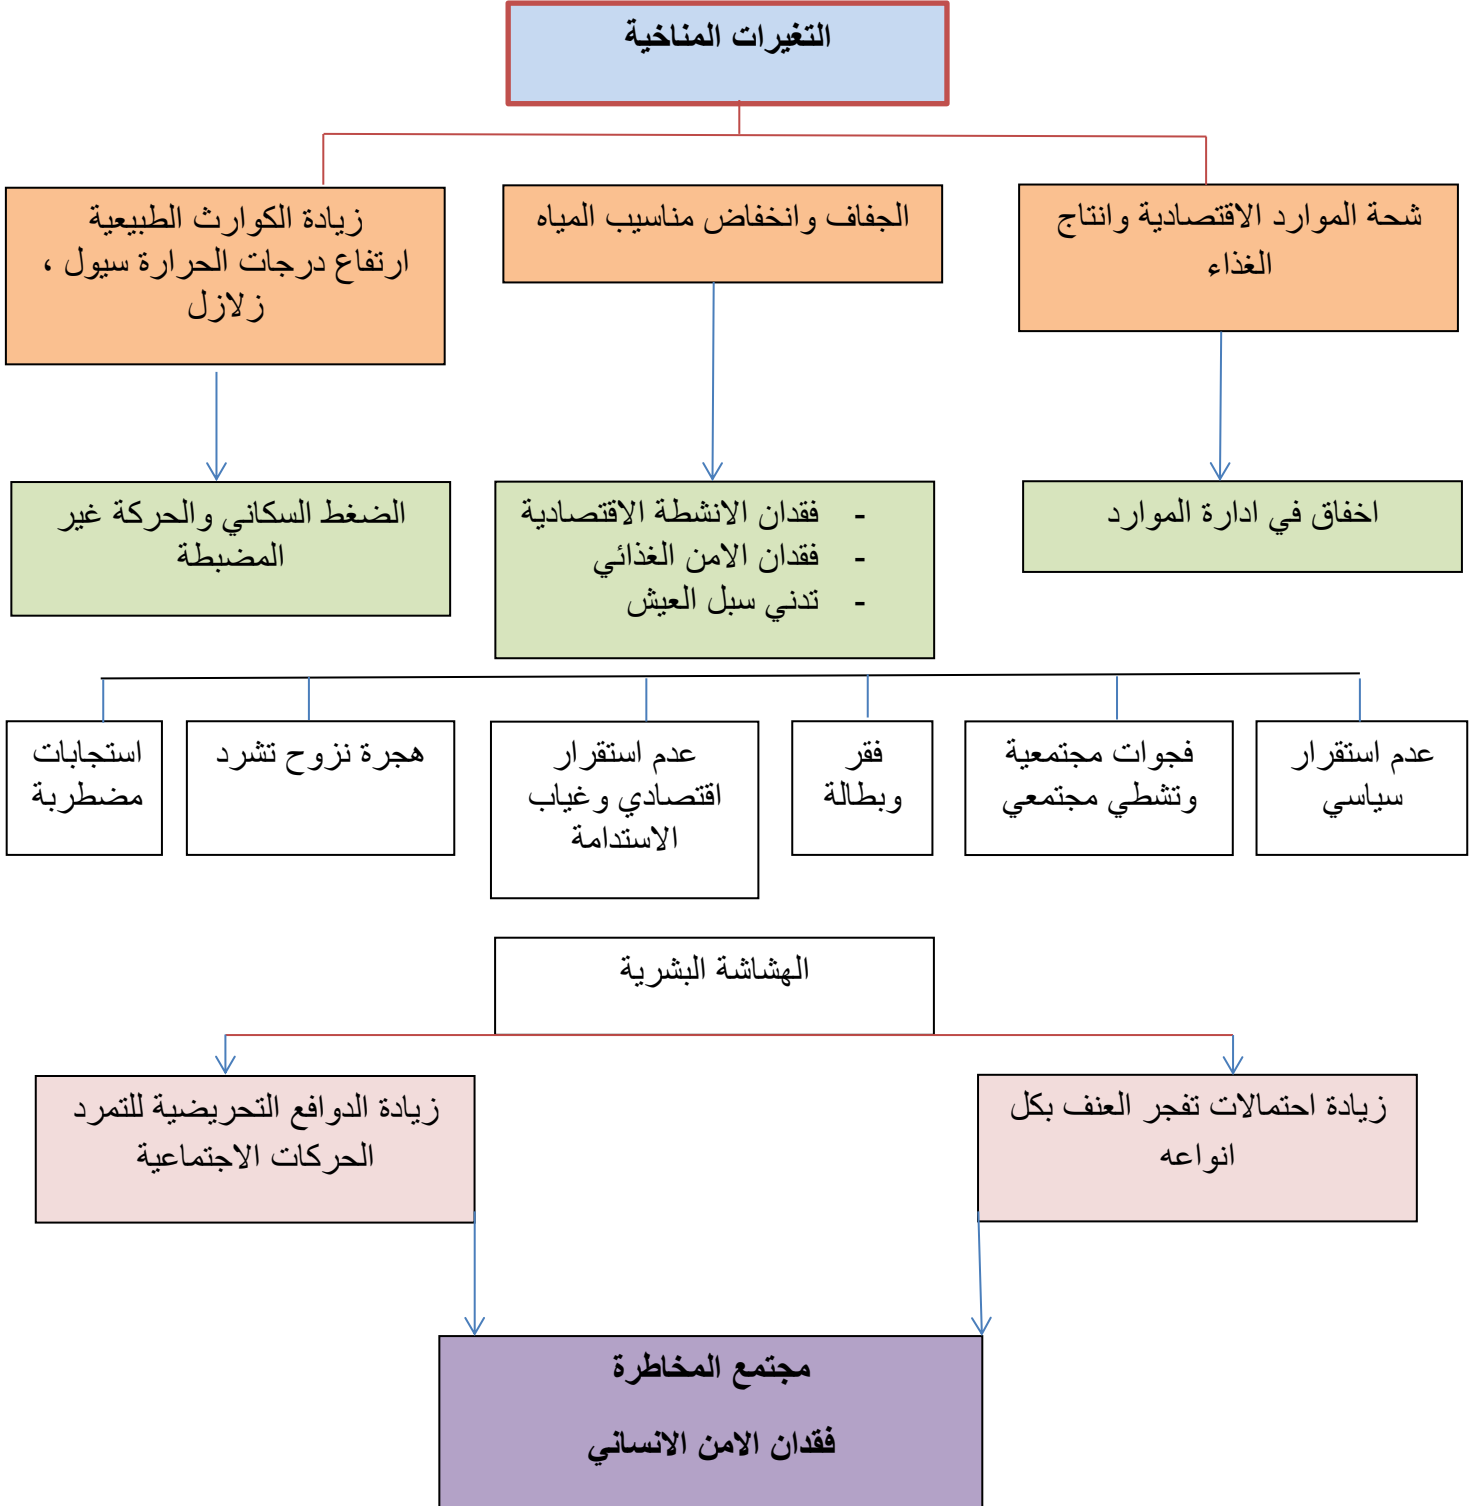 التغيرات المناخية
شحة الموارد الاقتصادية وانتاج
الغذاء
الجفاف وانخفاض مناسيب المياه
زيادة الكوارث الطبيعية
ارتفاع درجات الحرارة سيول ،
زلازل
اخفاق في ادارة الموارد
- فقدان الانشطة الاقتصادية
- فقدان الامن الغذائي
- تدني سبل العيش
الضغط السكاني والحركة غير
المضبطة
عدم استقرار
سياسي
فجوات مجتمعية
وتشطي مجتمعي
فقر
وبطالة
عدم استقرار
اقتصادي وغياب
الاستدامة
هجرة نزوح تشرد
استجابات
مضطربة
الهشاشة البشرية
زيادة احتمالات تفجر العنف بكل
انواعه
زيادة الدوافع التحريضية للتمرد
الحركات الاجتماعية
مجتمع المخاطرة
فقدان الامن الانساني